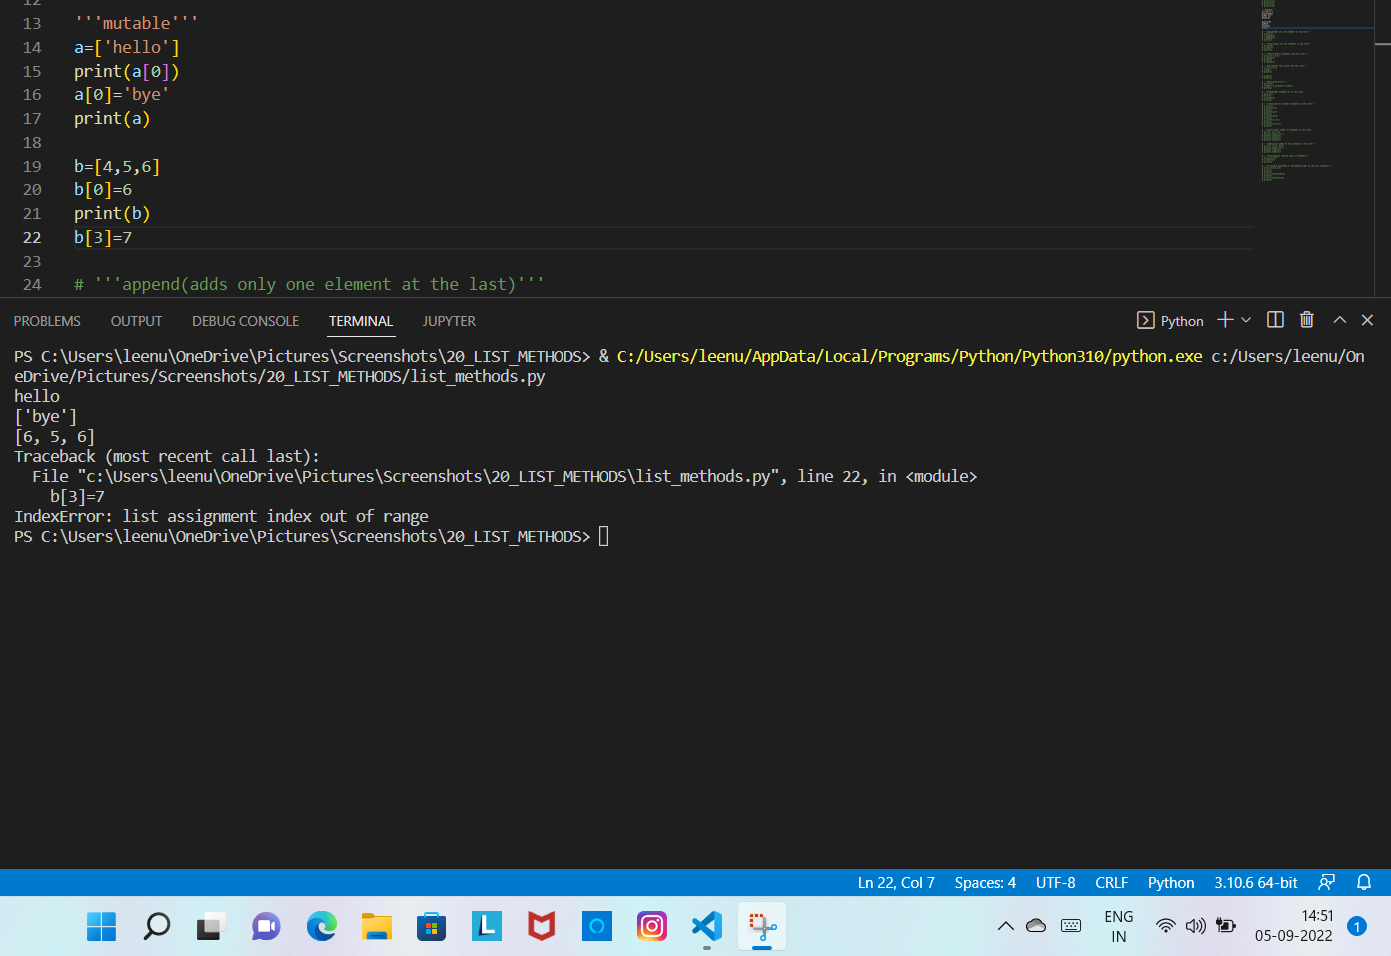 12
13 '''mutable'''
14 a=['hello']
15 print(a[0])
16 a[0]='bye'
17 print(a)
18
19 b=[4,5,6]
20 b[0]=6
21 print(b)
22 b[3]=7
23
24 # '''append(adds only one element at the last)'''
PROBLEMS OUTPUT DEBUG CONSOLE TERMINAL JUPYTER Python
PS C:\Users\leenu\OneDrive\Pictures\Screenshots\20_LIST_METHODS> & C:/Users/leenu/AppData/Local/Programs/Python/Python310/python.exe c:/Users/leenu/On
eDrive/Pictures/Screenshots/20_LIST_METHODS/list_methods.py
hello
['bye']
[6, 5, 6]
Traceback (most recent call last):
  File "c:\Users\leenu\OneDrive\Pictures\Screenshots\20_LIST_METHODS\list_methods.py", line 22, in <module>
    b[3]=7
IndexError: list assignment index out of range
PS C:\Users\leenu\OneDrive\Pictures\Screenshots\20_LIST_METHODS>
Ln 22, Col 7 Spaces: 4 UTF-8 CRLF Python 3.10.6 64-bit
L ENG 14:51
IN 05-09-2022 1